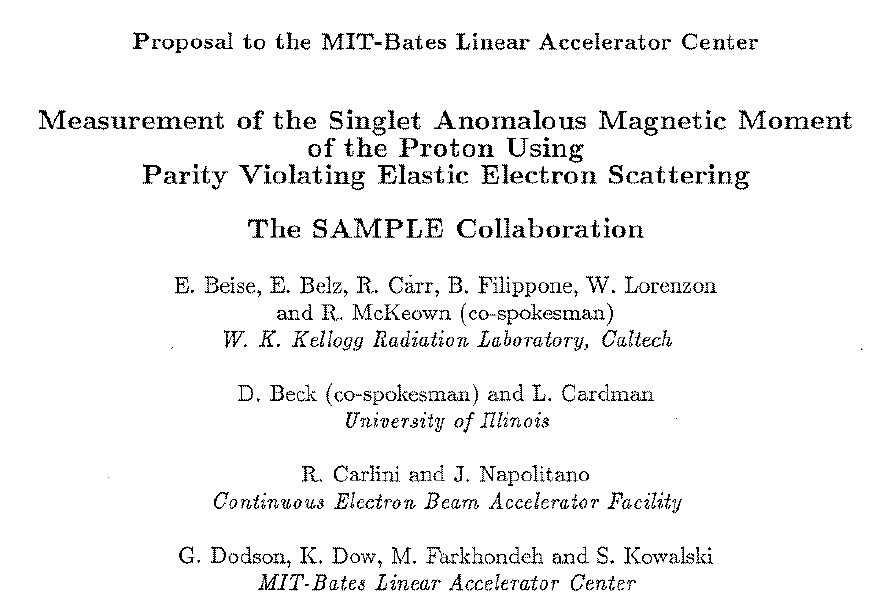 Proposal to the MIT-Bates Linear Accelerator Center
Measurement of the Singlet Anomalous Magnetic Moment
of the Proton Using
Parity Violating Elastic Electron Scattering
The SAMPLE Collaboration
E. Beise, E. Belz, R. Carr, B. Filippone, W. Lorenzon
and R. McKeown (co-spokesman)
W. K. Kellogg Radiation Laboratory, Caltech
D. Beck (co-spokesman) and L. Cardman
University of Illinois
R. Carlini and J. Napolitano
Continuous Electron Beam Accelerator Facility
G. Dodson, K. Dow, M. Farkhondeh and S. Kowalski
MIT-Bates Linear Accelerator Center